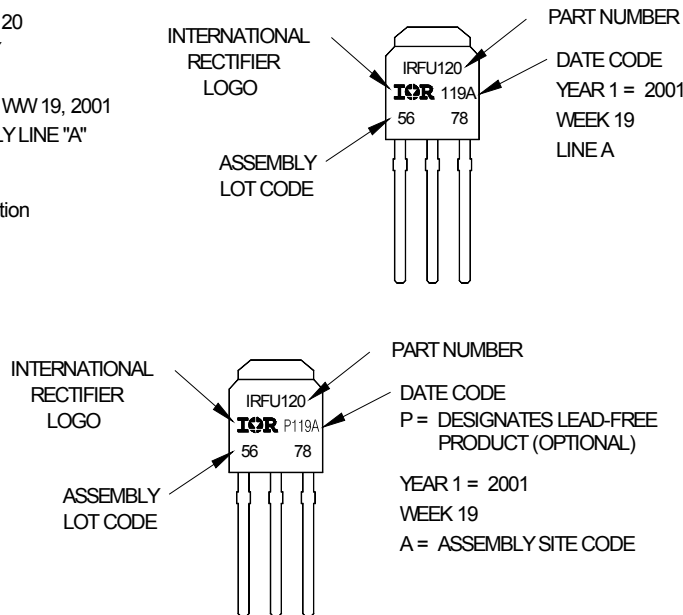 20
WW 19, 2001
LY LINE "A"
tion
INTERNATIONAL
RECTIFIER
LOGO
ASSEMBLY
LOT CODE
IRFU120
IOR 119A
56 78
PART NUMBER
DATE CODE
YEAR 1 = 2001
WEEK 19
LINE A
INTERNATIONAL
RECTIFIER
LOGO
ASSEMBLY
LOT CODE
IRFU120
IOR P119A
56 78
PART NUMBER
DATE CODE
P = DESIGNATES LEAD-FREE
PRODUCT (OPTIONAL)
YEAR 1 = 2001
WEEK 19
A = ASSEMBLY SITE CODE